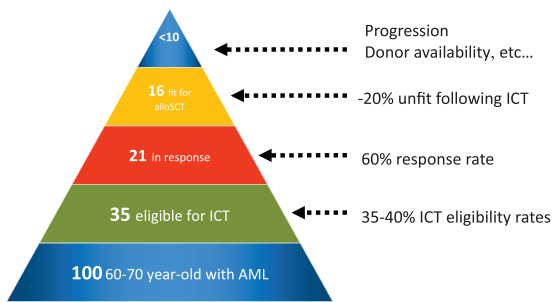 <10
Progression
Donor availability, etc...
16 fit for
alloSCT
-20% unfit following ICT
21 in response
60% response rate
35 eligible for ICT
35-40% ICT eligibility rates
100 60-70 year-old with AML